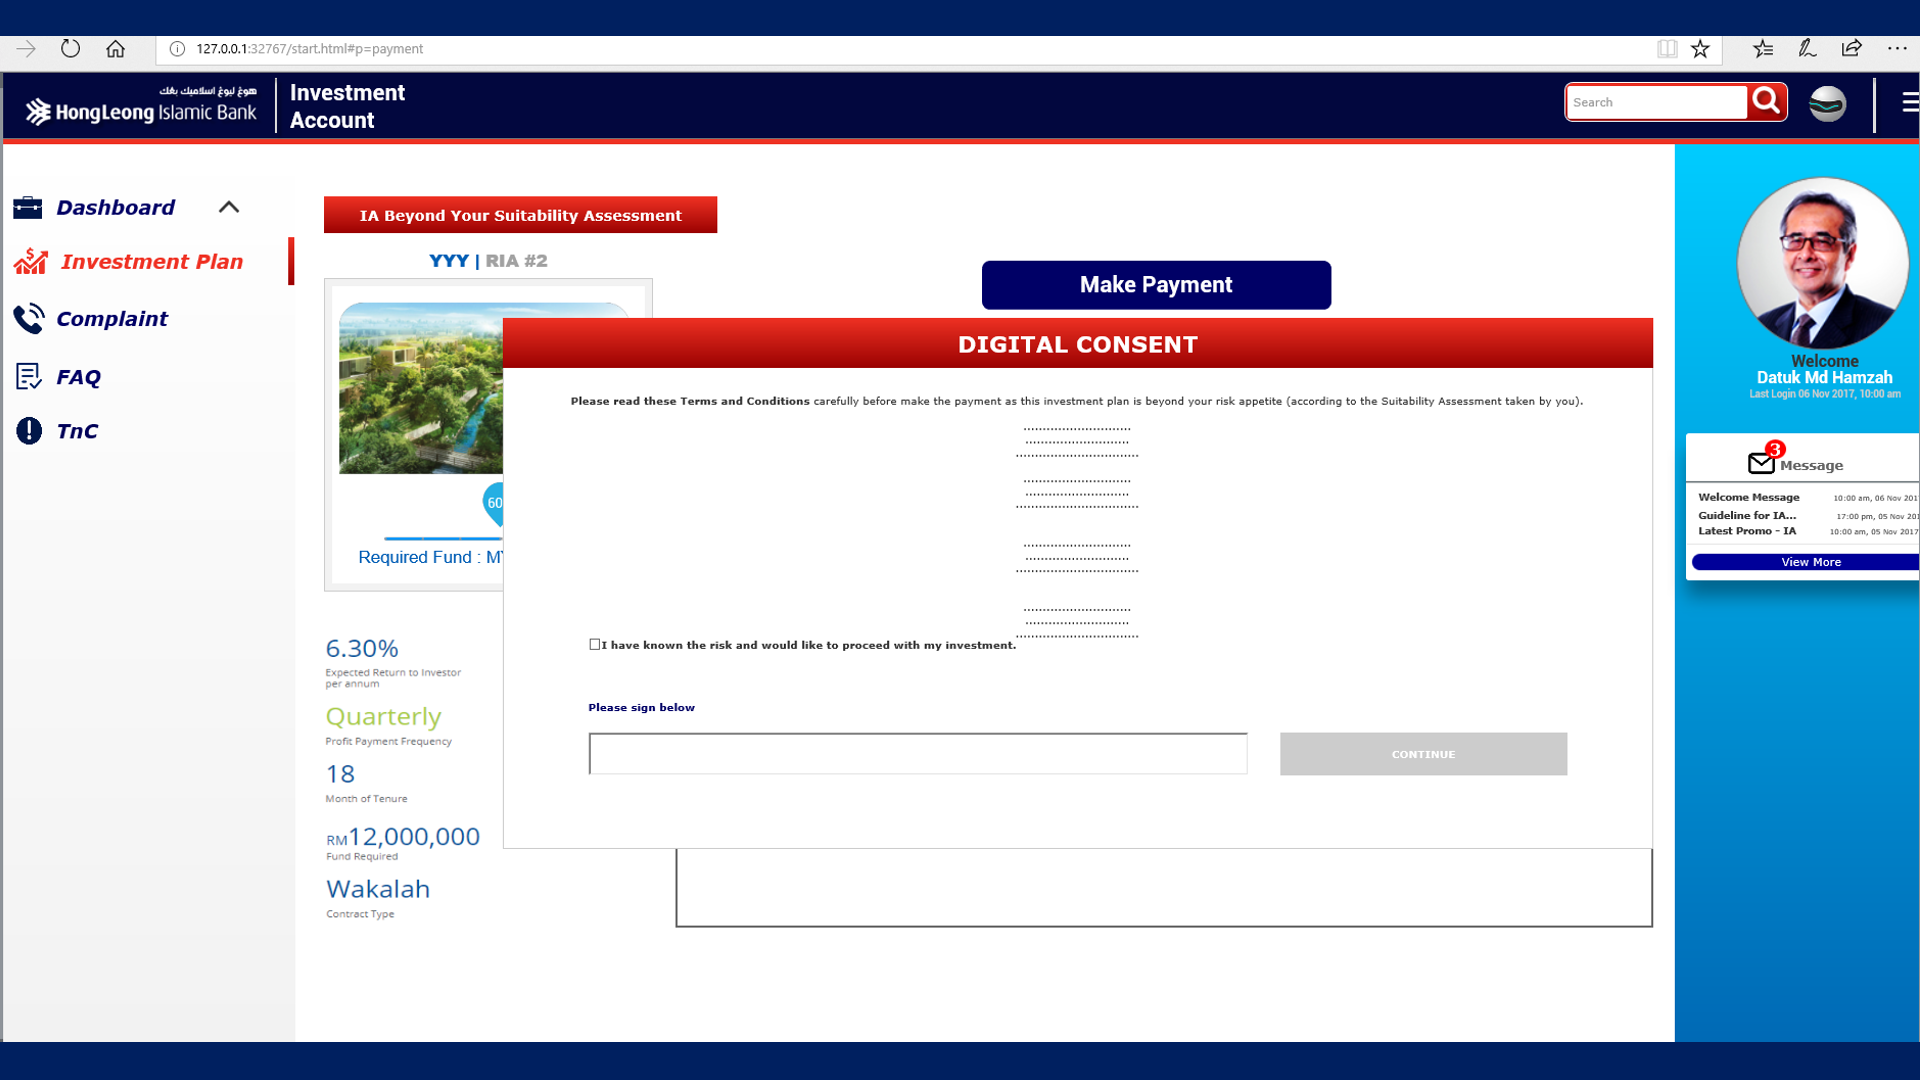 127.0.0.1:32767/start.html#p=payment
هوڠ ليوڠ اسلاميك بڠك
HongLeong Islamic Bank
Investment
Account
Search
Dashboard
Investment Plan
Complaint
FAQ
TnC
IA Beyond Your Suitability Assessment
YYY | RIA #2
Make Payment
DIGITAL CONSENT
Please read these Terms and Conditions carefully before make the payment as this investment plan is beyond your risk appetite (according to the Suitability Assessment taken by you).
...........................
..........................
...............................
...........................
..........................
...............................
...........................
..........................
...............................
...........................
..........................
...............................
I have known the risk and would like to proceed with my investment.
Please sign below
CONTINUE
60
Required Fund : MY
6.30%
Expected Return to Investor
per annum
Quarterly
Profit Payment Frequency
18
Month of Tenure
RM12,000,000
Fund Required
Wakalah
Contract Type
Welcome
Datuk Md Hamzah
Last Login 06 Nov 2017, 10:00 am
3
Message
Welcome Message 10:00 am, 06 Nov 201
Guideline for IA... 17:00 pm, 05 Nov 20
Latest Promo - IA 10:00 am, 05 Nov 2017
View More